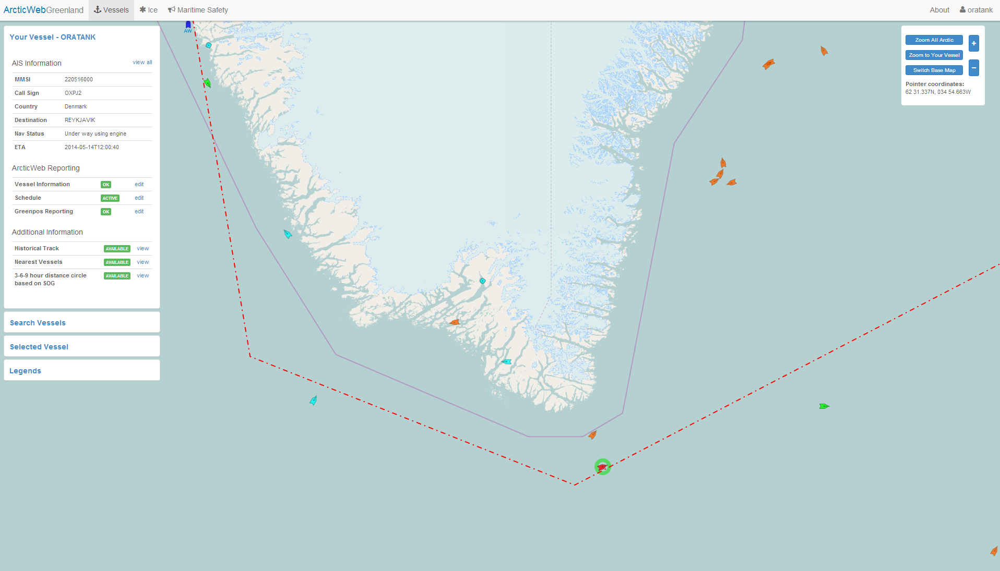 ArcticWebGreenland Vessels Ice Maritime Safety About oratank
AW
Your Vessel - ORATANK
AIS Information view all
MMSI 220516000
Call Sign OXPJ2
Country Denmark
Destination REYKJAVIK
Nav Status Under way using engine
ETA 2014-05-14T12:00:40
ArcticWeb Reporting
Vessel Information OK edit
Schedule ACTIVE edit
Greenpos Reporting OK edit
Additional Information
Historical Track AVAILABLE view
Nearest Vessels AVAILABLE view
3-6-9 hour distance circle AVAILABLE view
based on SOG
Search Vessels
Selected Vessel
Legends
Zoom All Arctic +
Zoom to Your Vessel
Switch Base Map −
Pointer coordinates:
62 31.337N, 034 54.663W